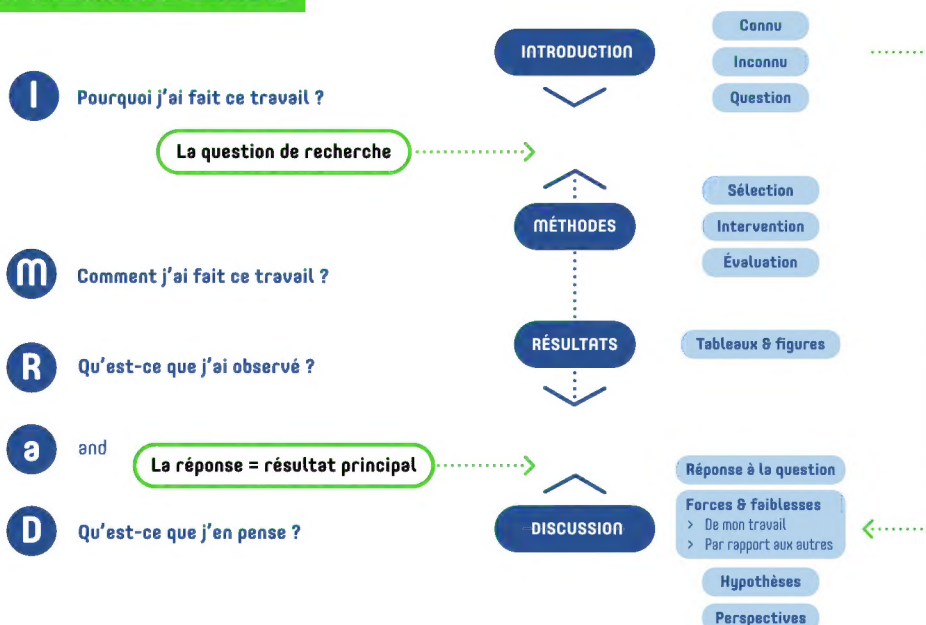 I
Pourquoi j'ai fait ce travail ?
La question de recherche
m
Comment j'ai fait ce travail ?
R
Qu'est-ce que j'ai observé ?
a
and
La réponse = résultat principal
D
Qu'est-ce que j'en pense ?
INTRODUCTION
Connu
Inconnu
Question
MÉTHODES
Sélection
Intervention
Évaluation
RÉSULTATS
Tableaux & figures
DISCUSSION
Réponse à la question
Forces & faiblesses
> De mon travail
> Par rapport aux autres
Hypothèses
Perspectives